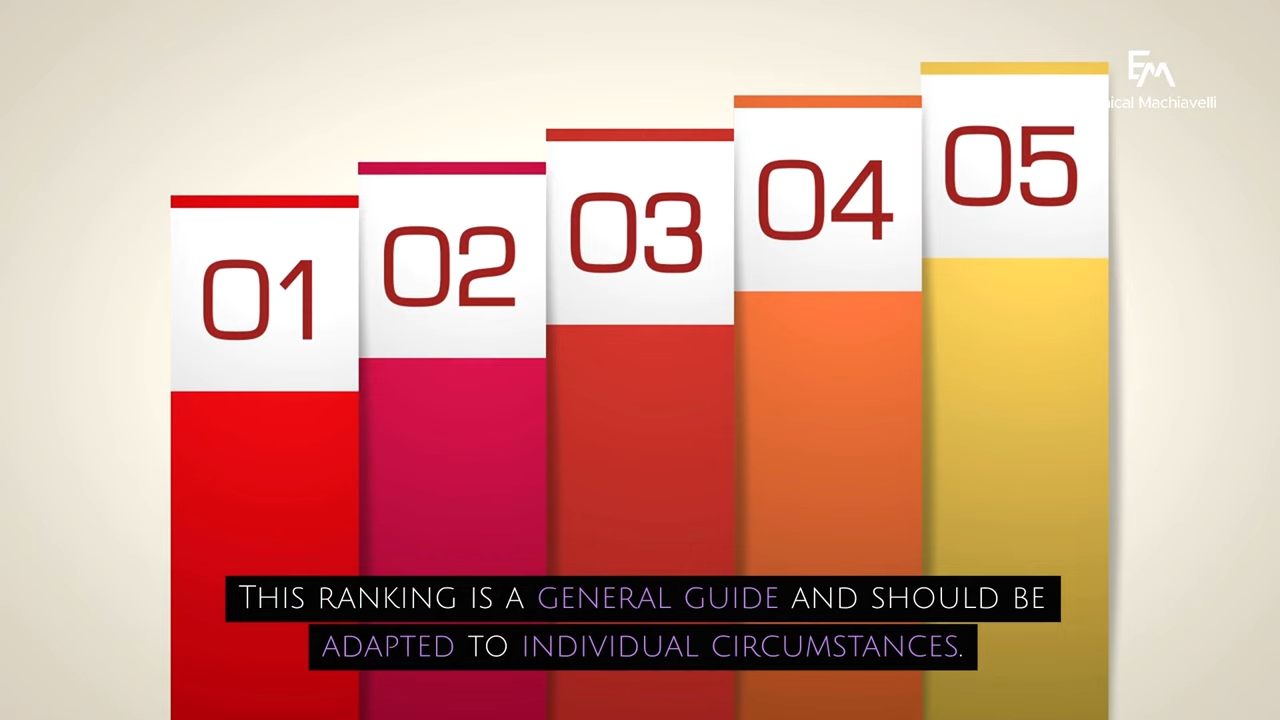 EM
Machiavelli
01
02
03
04
05
THIS RANKING IS A GENERAL GUIDE AND SHOULD BE
ADAPTED TO INDIVIDUAL CIRCUMSTANCES.